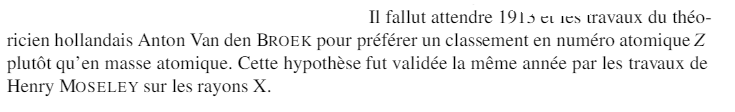 Il fallut attendre 1913 et les travaux du théo-
ricien hollandais Anton Van den BROEK pour préférer un classement en numéro atomique Z
plutôt qu'en masse atomique. Cette hypothèse fut validée la même année par les travaux de
Henry MOSELEY sur les rayons X.